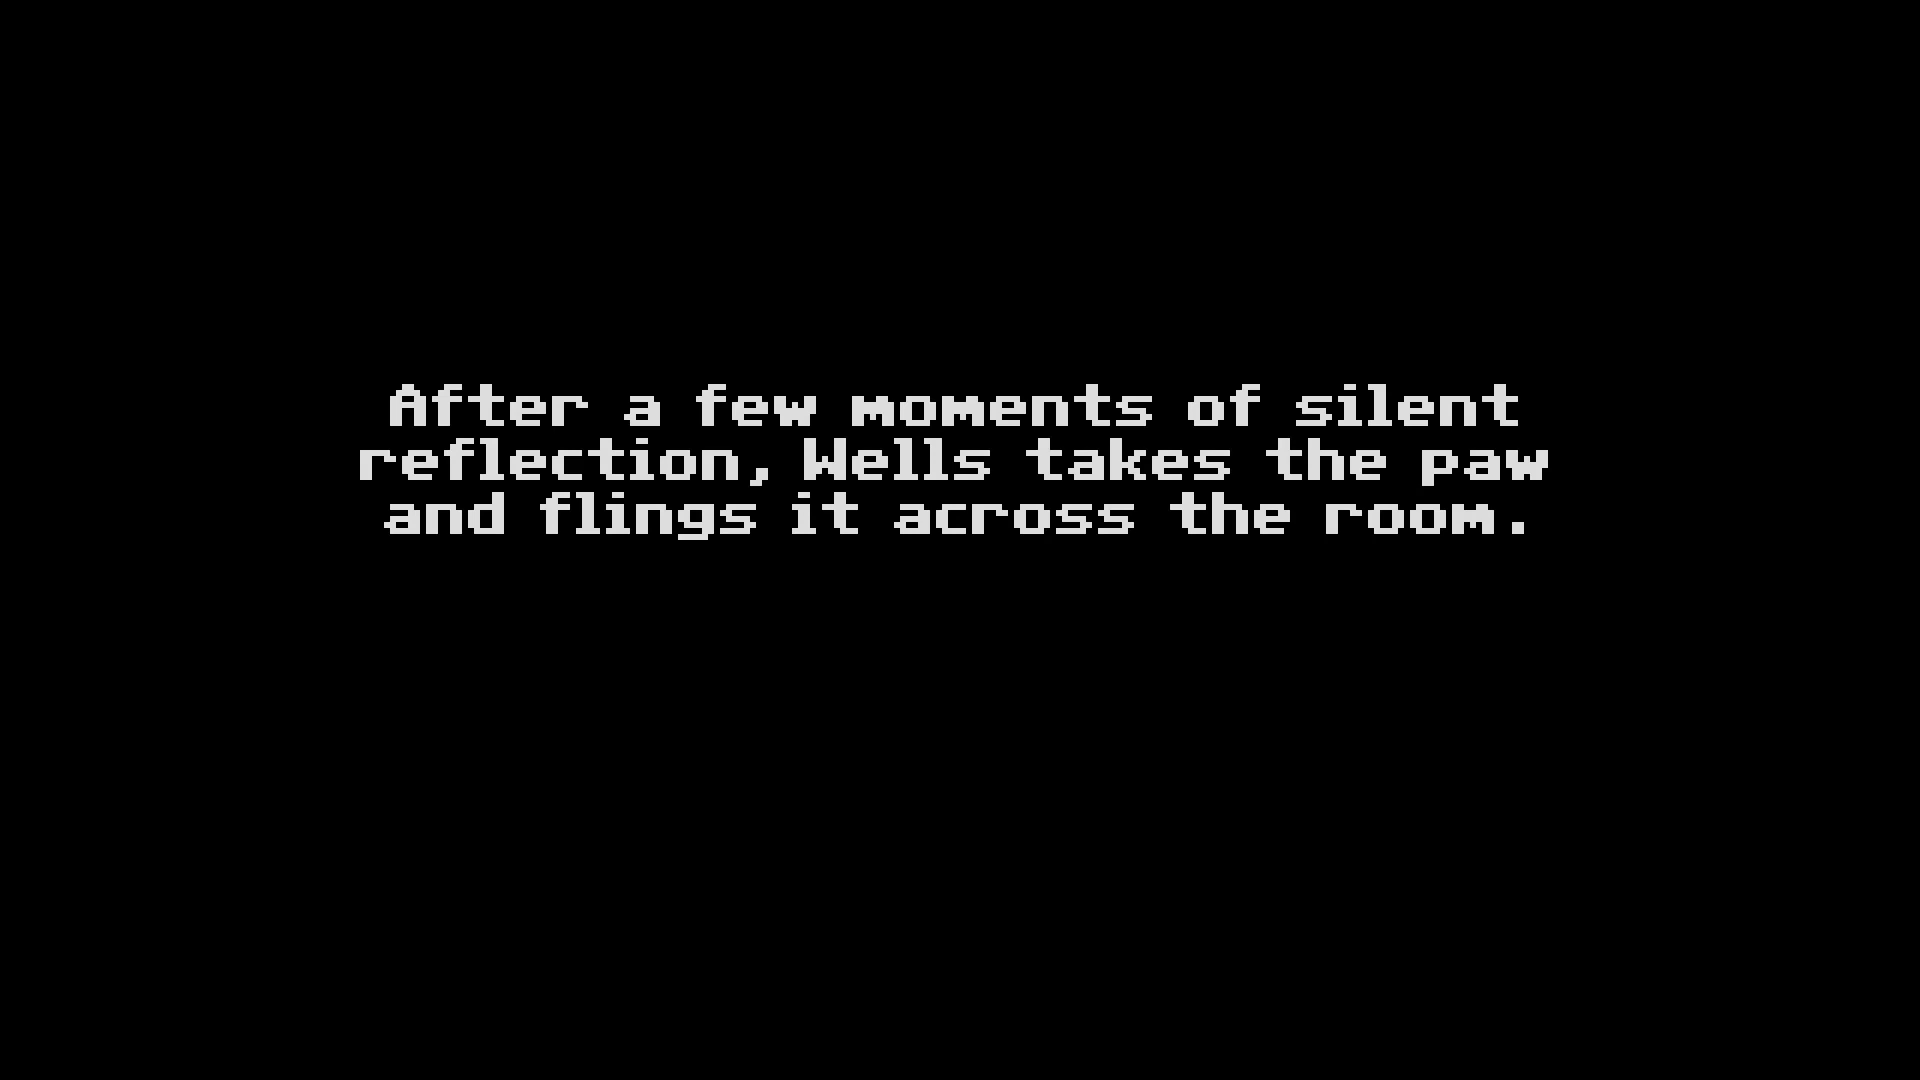 After a few moments of silent
reflection, Wells takes the paw
and flings it across the room.